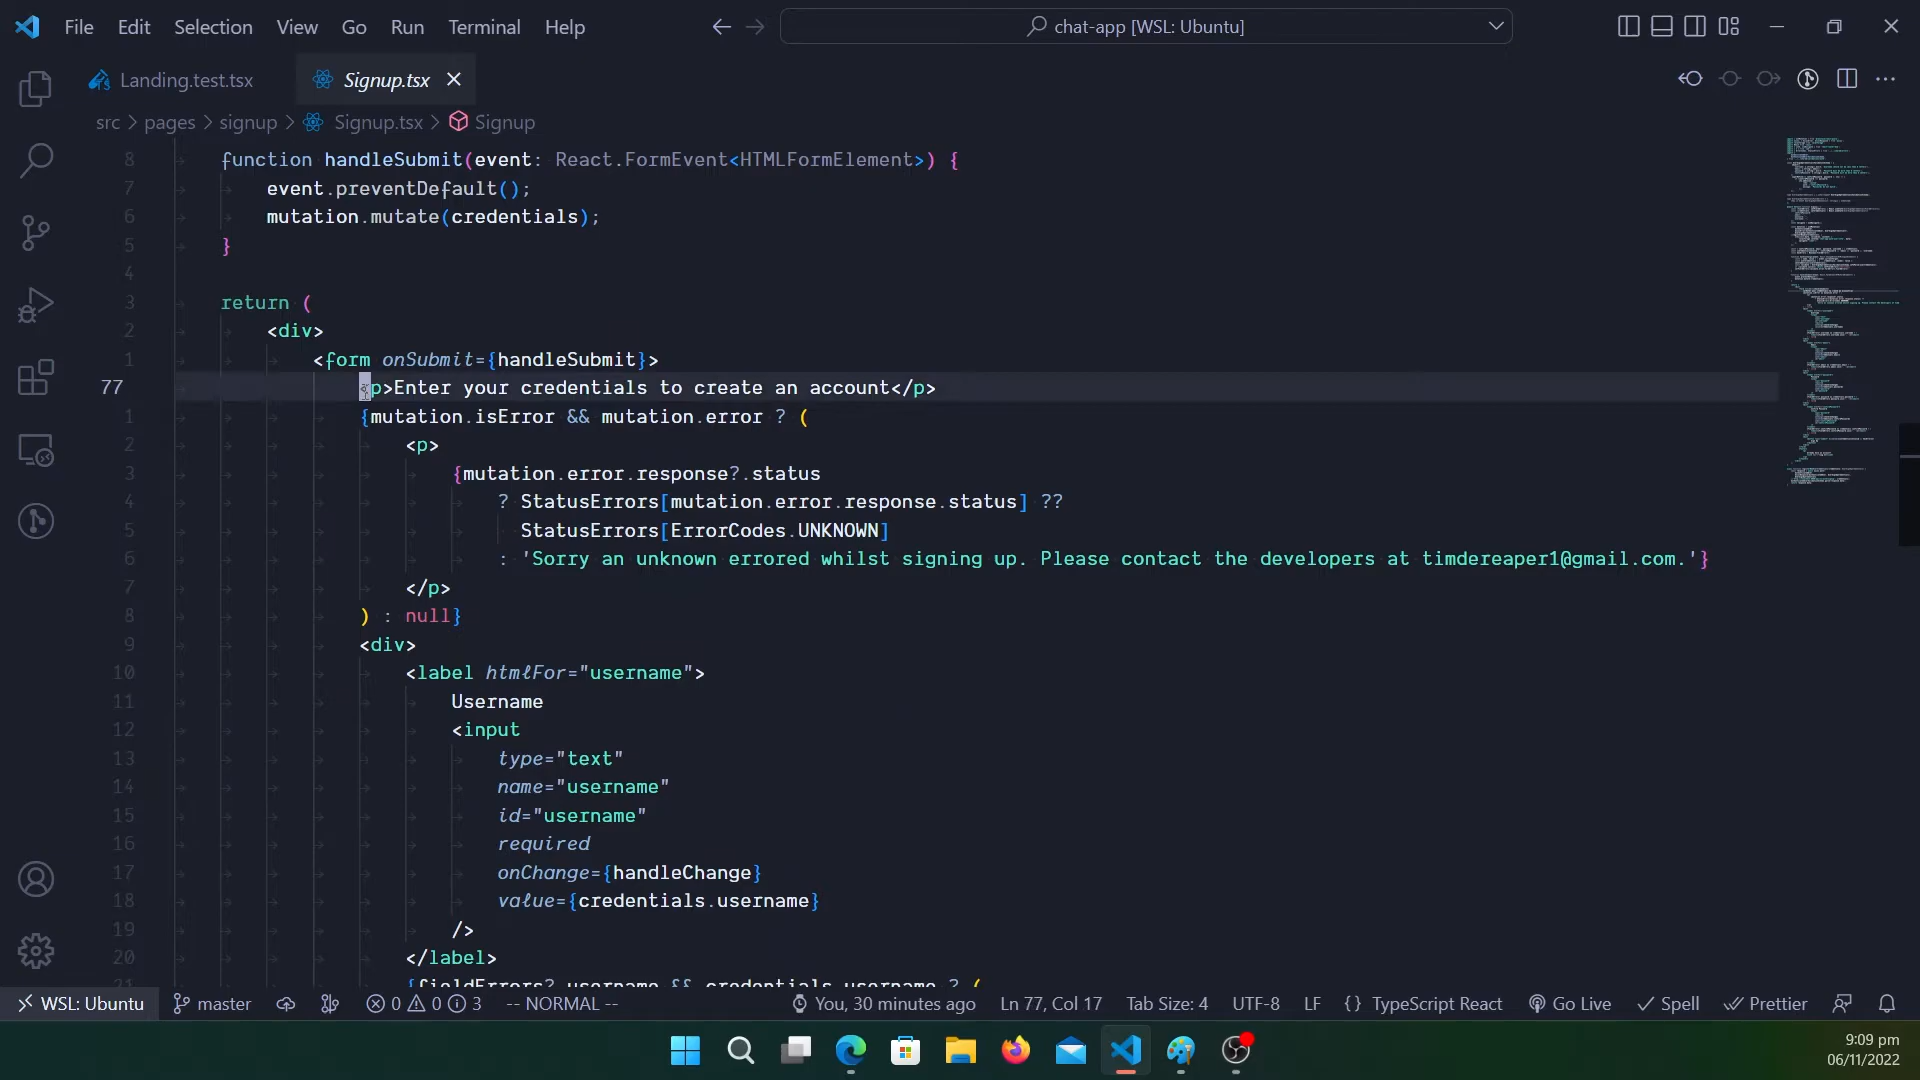 File Edit Selection View Go Run Terminal Help chat-app [WSL: Ubuntu]
Landing.test.tsx Signup.tsx
src > pages > signup > Signup.tsx > Signup
8 function handleSubmit(event: React.FormEvent<HTMLFormElement>) {
7 event.preventDefault();
6 mutation.mutate(credentials);
5 }
4
3 return (
2 <div>
1 <form onSubmit={handleSubmit}>
77 <p>Enter your credentials to create an account</p>
1 {mutation.isError && mutation.error ? (
2 <p>
3 {mutation.error.response?.status
4 ? StatusErrors[mutation.error.response.status] ??
5 StatusErrors[ErrorCodes.UNKNOWN]
6 : 'Sorry an unknown errored whilst signing up. Please contact the developers at timdereaper1@gmail.com.'}
7 </p>
8 ) : null}
9 <div>
10 <label htmlFor="username">
11 Username
12 <input
13 type="text"
14 name="username"
15 id="username"
16 required
17 onChange={handleChange}
18 value={credentials.username}
19 />
20 </label>
21 {fieldErrors?.username && credentials.username ? (
WSL: Ubuntu master 0 0 3 -- NORMAL -- You, 30 minutes ago Ln 77, Col 17 Tab Size: 4 UTF-8 LF {} TypeScript React Go Live Spell Prettier
9:09 pm
06/11/2022